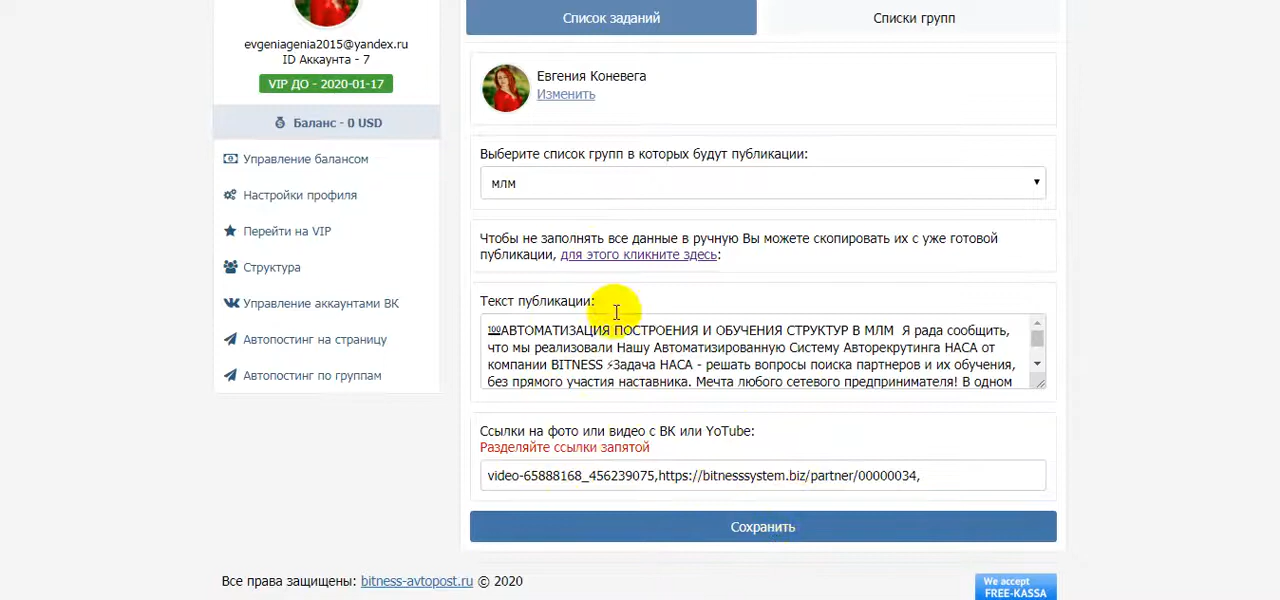 evgeniagenia2015@yandex.ru
ID Аккаунта - 7
VIP ДО - 2020-01-17
Баланс - 0 USD
Управление балансом
Настройки профиля
Перейти на VIP
Структура
Управление аккаунтами ВК
Автопостинг на страницу
Автопостинг по группам
Список заданий
Списки групп
Евгения Коневега
Изменить
Выберите список групп в которых будут публикации:
млм
Чтобы не заполнять все данные в ручную Вы можете скопировать их с уже готовой
публикации, для этого кликните здесь:
Текст публикации:
💯АВТОМАТИЗАЦИЯ ПОСТРОЕНИЯ И ОБУЧЕНИЯ СТРУКТУР В МЛМ Я рада сообщить,
что мы реализовали Нашу Автоматизированную Систему Авторекрутинга НАСА от
компании BITNESS ⚡Задача НАСА - решать вопросы поиска партнеров и их обучения,
без прямого участия наставника. Мечта любого сетевого предпринимателя! В одном
Ссылки на фото или видео с ВК или YoTube:
Разделяйте ссылки запятой
video-65888168_456239075,https://bitnesssystem.biz/partner/00000034,
Сохранить
Все права защищены: bitness-avtopost.ru © 2020
We accept
FREE-KASSA